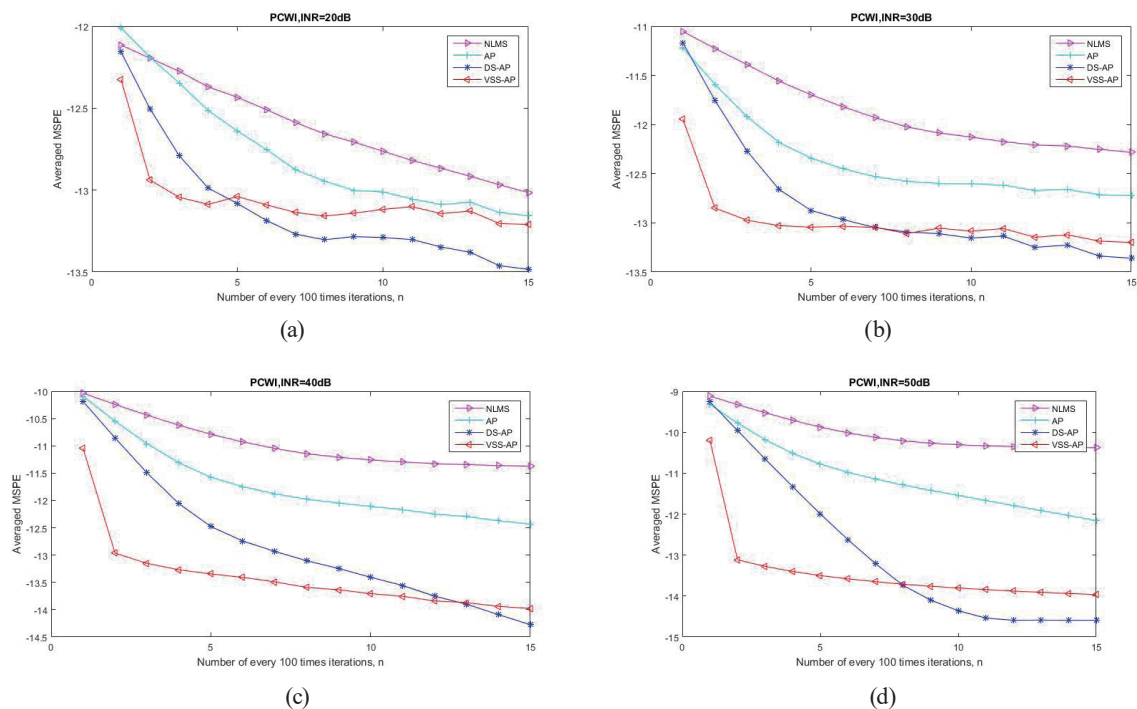 PCWI,INR=20dB
-12
-12.5
-13
-13.5
Averaged MSPE
0
5
10
15
Number of every 100 times iterations, n
NLMS
AP
DS-AP
VSS-AP
(a)
PCWI,INR=30dB
-11
-11.5
-12
-12.5
-13
-13.5
Averaged MSPE
0
5
10
15
Number of every 100 times iterations, n
NLMS
AP
DS-AP
VSS-AP
(b)
PCWI,INR=40dB
-10
-10.5
-11
-11.5
-12
-12.5
-13
-13.5
-14
-14.5
Averaged MSPE
0
5
10
15
Number of every 100 times iterations, n
NLMS
AP
DS-AP
VSS-AP
(c)
PCWI,INR=50dB
-9
-10
-11
-12
-13
-14
-15
Averaged MSPE
0
5
10
15
Number of every 100 times iterations, n
NLMS
AP
DS-AP
VSS-AP
(d)